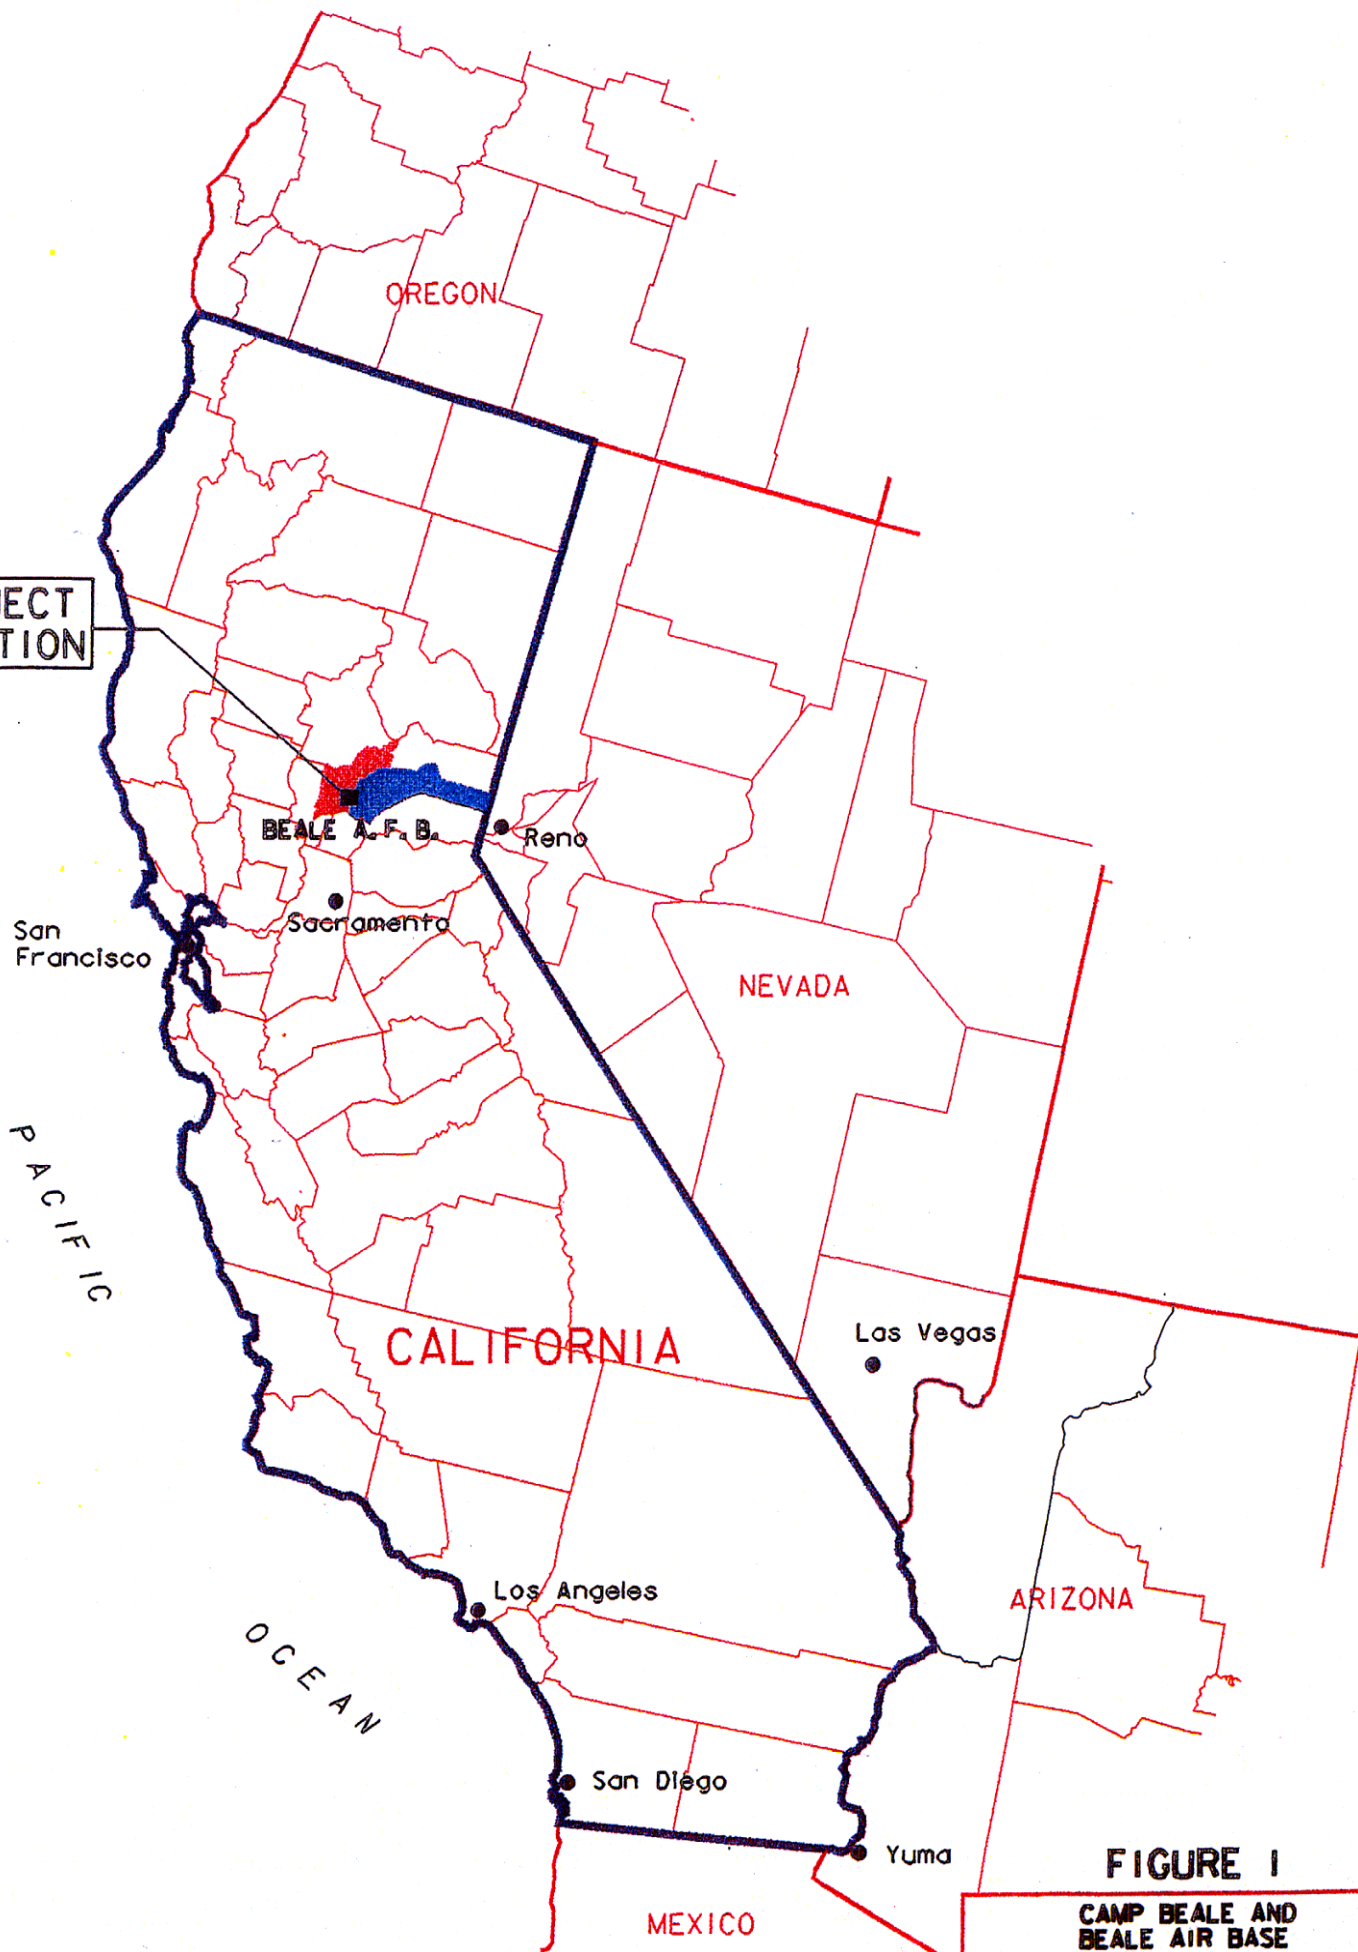 OREGON
JECT
TION
BEALE A.F.B.
Reno
Sacramento
San
Francisco
NEVADA
PACIFIC
CALIFORNIA
Las Vegas
Los Angeles
ARIZONA
OCEAN
San Diego
Yuma
FIGURE 1
MEXICO
CAMP BEALE AND
BEALE AIR BASE